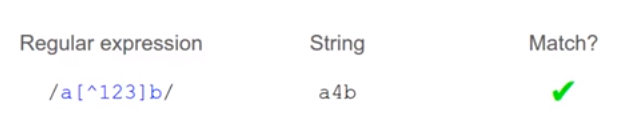 Regular expression String Match?
/a[^123]b/ a4b ✔